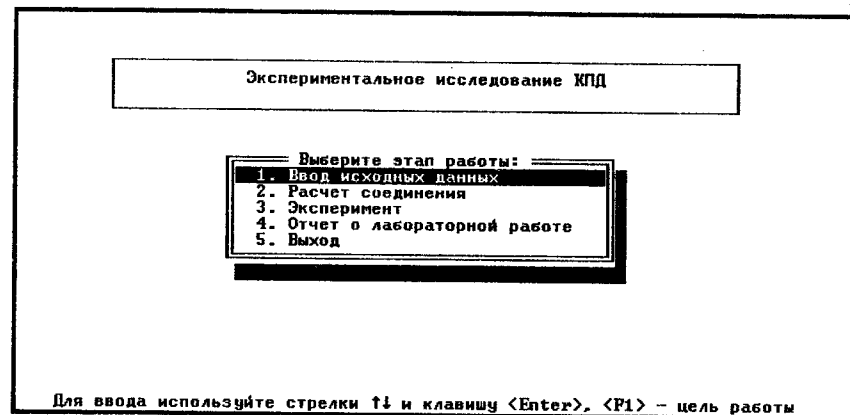 Экспериментальное исследование КПД
Выберите этап работы:
1. Ввод исходных данных
2. Расчет соединения
3. Эксперимент
4. Отчет о лабораторной работе
5. Выход
Для ввода используйте стрелки ↑↓ и клавишу <Enter>, <F1> – цель работы